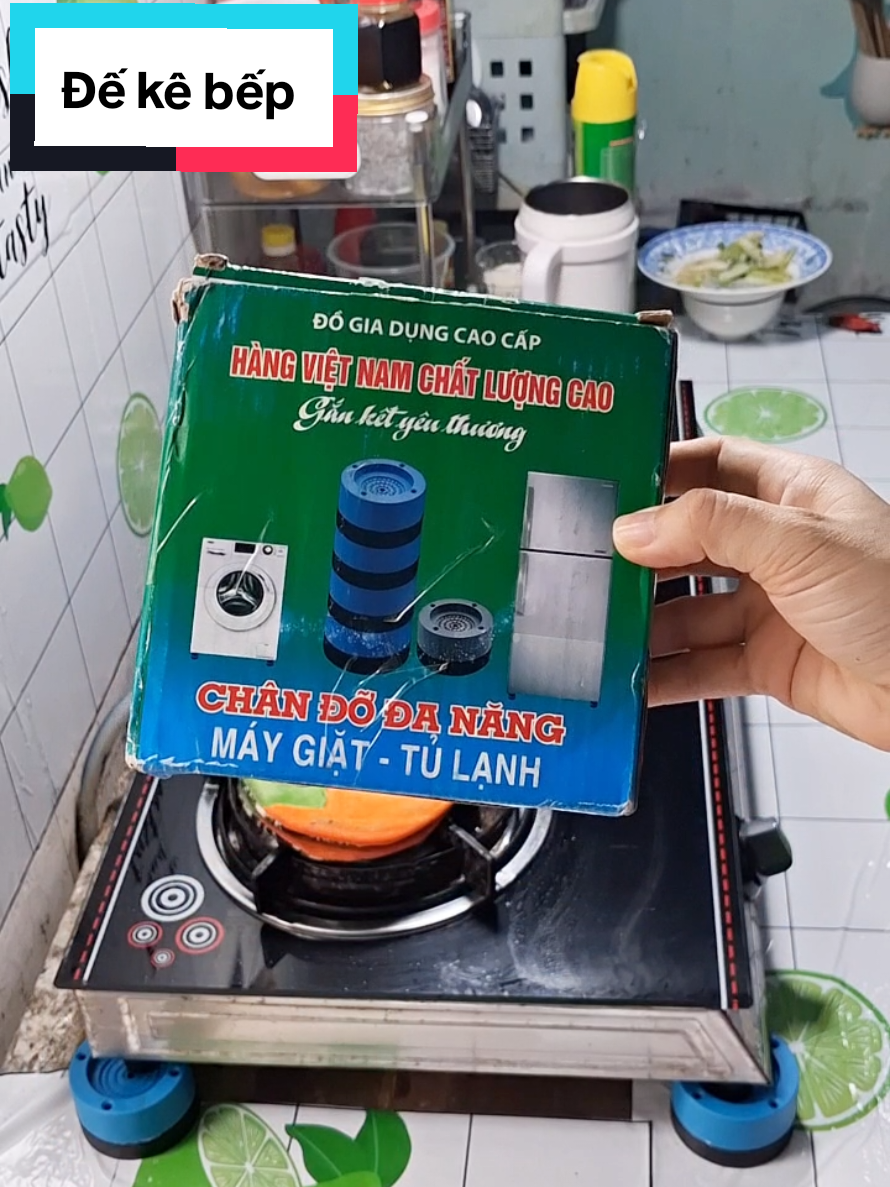 Đế kê bếp
tasty
ĐỒ GIA DỤNG CAO CẤP
HÀNG VIỆT NAM CHẤT LƯỢNG CAO
Gắn kết yêu thương
CHÂN ĐỠ ĐA NĂNG
MÁY GIẶT - TỦ LẠNH